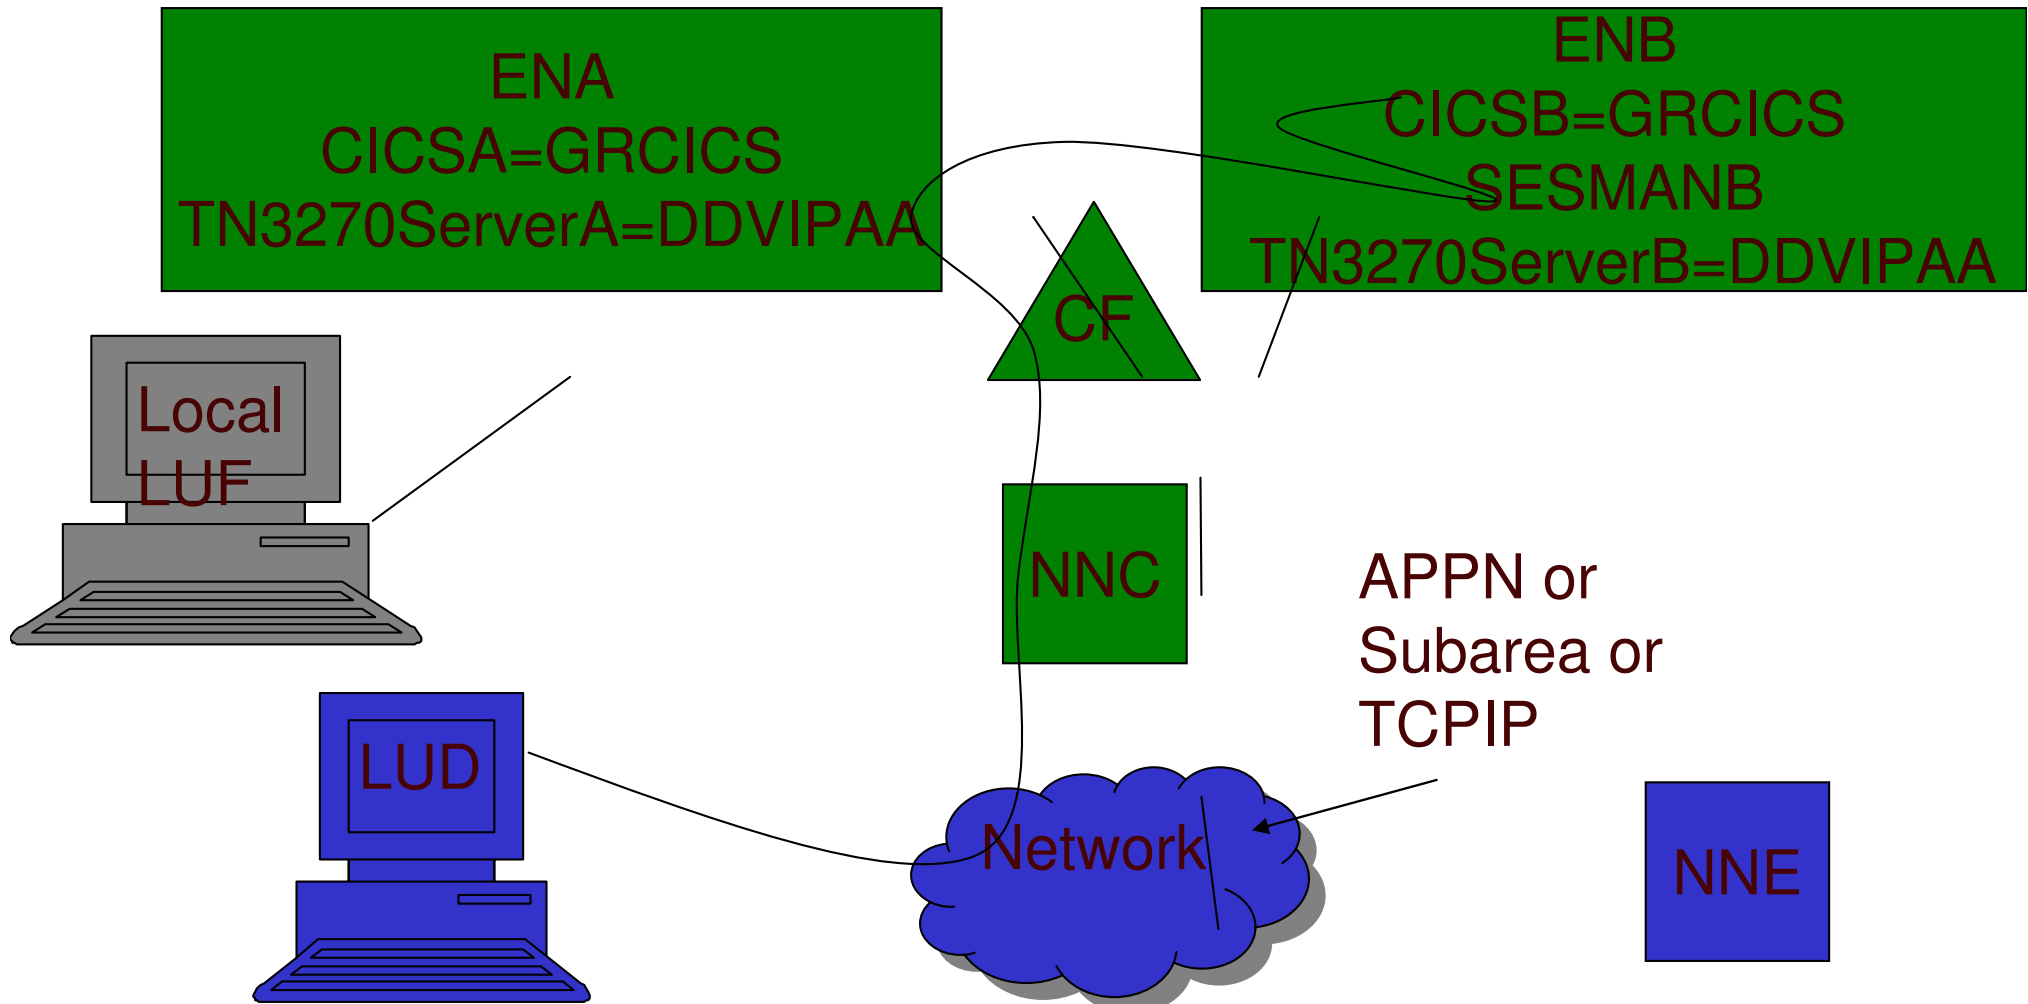 ENA
CICSA=GRCICS
TN3270ServerA=DDVIPAA
ENB
CICSB=GRCICS
SESMANB
TN3270ServerB=DDVIPAA
CF
Local
LUF
NNC
APPN or
Subarea or
TCPIP
LUD
Network
NNE